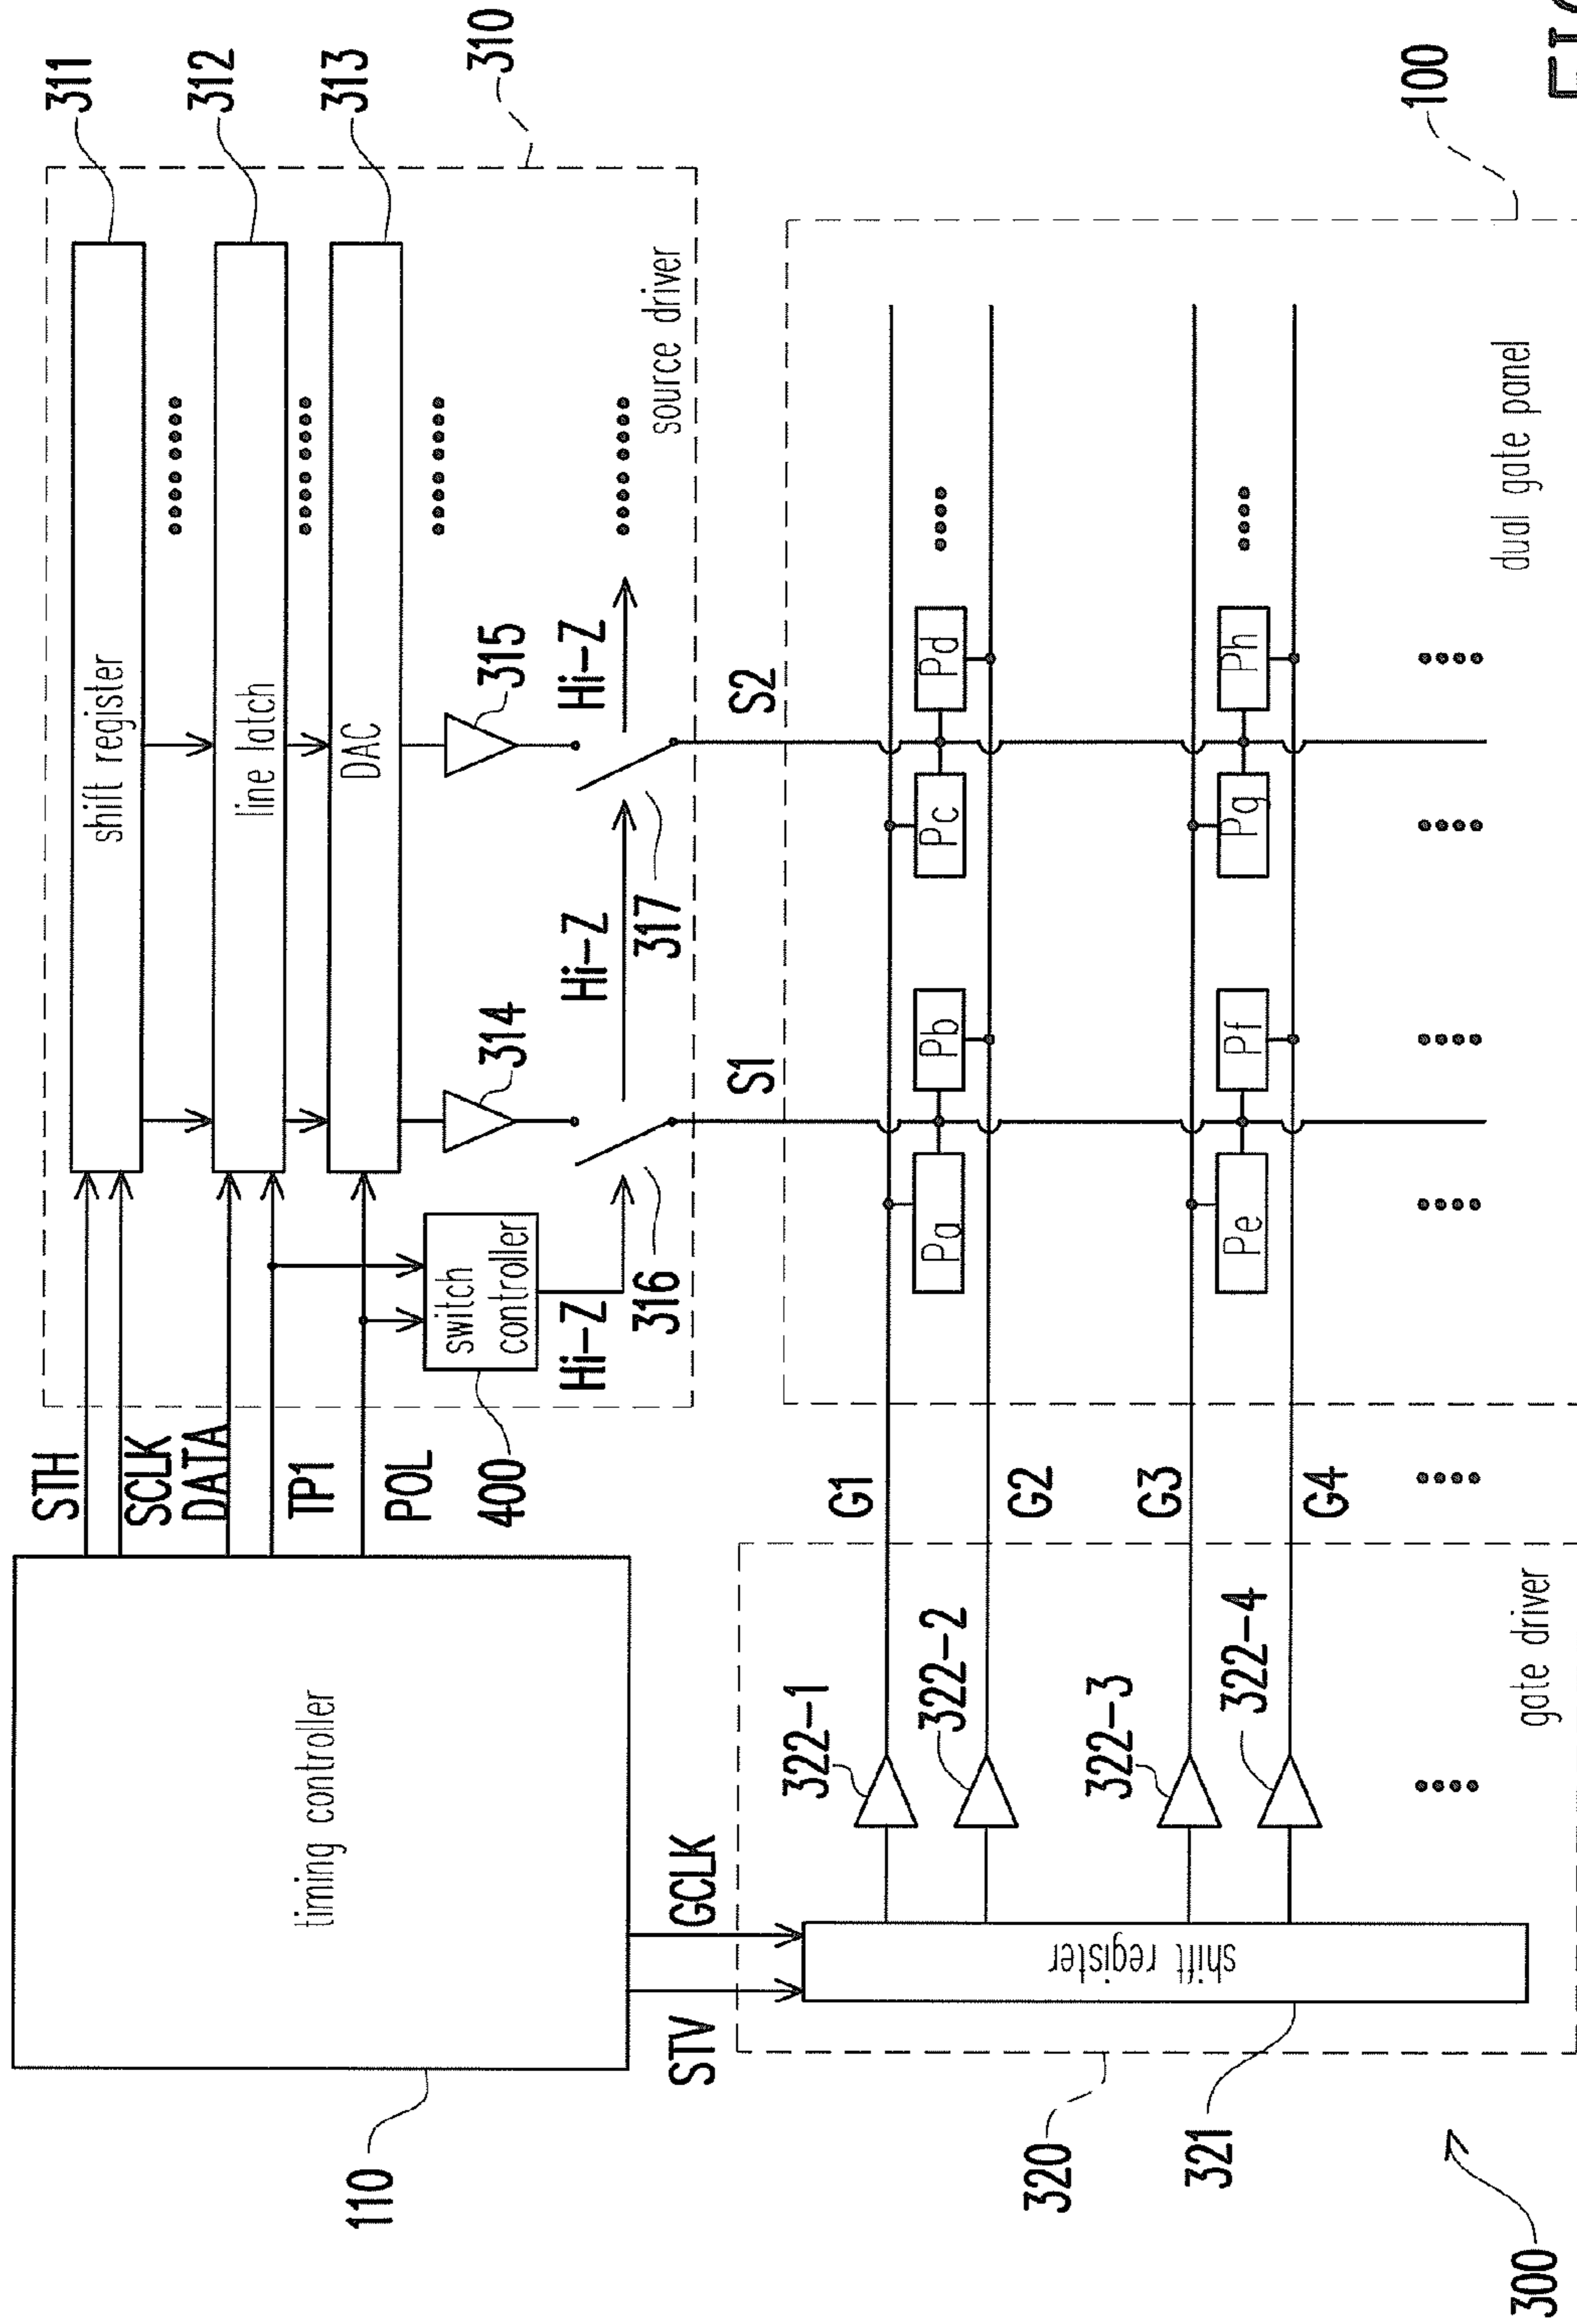 110
timing controller
STH
SCLK
DATA
TP1
POL
311
312
313
310
shift register
line latch
DAC
314
315
switch
controller
400
Hi-Z
Hi-Z
Hi-Z
316
317
source driver
STV
GCLK
S1
S2
100
320
321
shift register
322-1
322-2
322-3
322-4
gate driver
G1
G2
G3
G4
Pa
Pb
Pc
Pd
Pe
Pf
Pg
Ph
dual gate panel
300